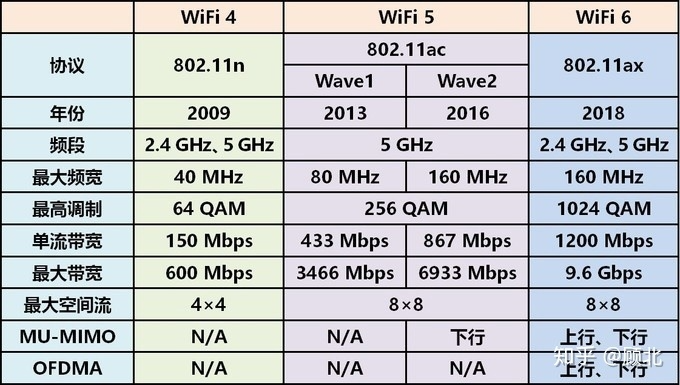 WiFi 4 WiFi 5 WiFi 6
协议 802.11n 802.11ac 802.11ax
Wave1 Wave2
年份 2009 2013 2016 2018
频段 2.4 GHz、5 GHz 5 GHz 2.4 GHz、5 GHz
最大频宽 40 MHz 80 MHz 160 MHz 160 MHz
最高调制 64 QAM 256 QAM 1024 QAM
单流带宽 150 Mbps 433 Mbps 867 Mbps 1200 Mbps
最大带宽 600 Mbps 3466 Mbps 6933 Mbps 9.6 Gbps
最大空间流 4×4 8×8 8×8
MU-MIMO N/A N/A 下行 上行、下行
OFDMA N/A N/A N/A 上行、下行
知乎 @顾北